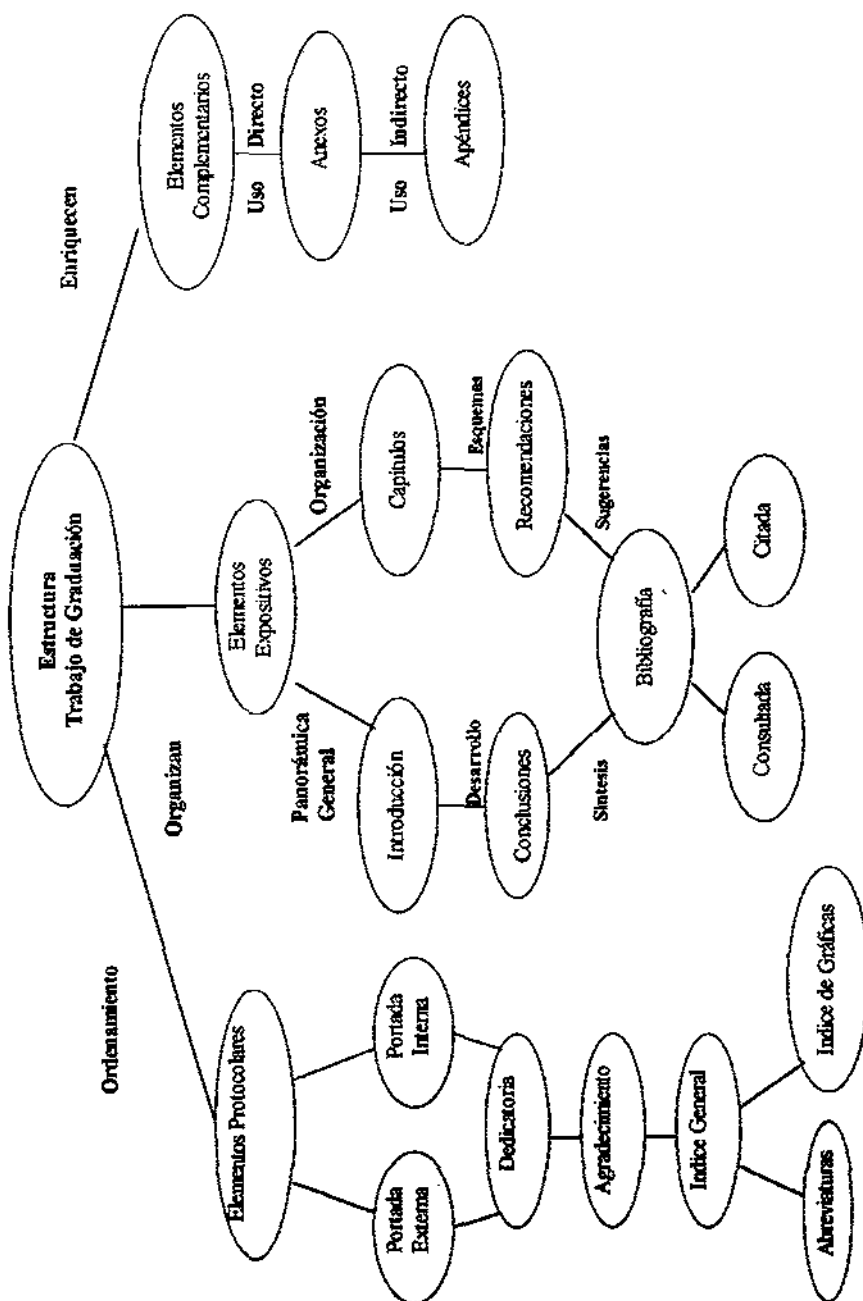 Estructura
Trabajo de Graduación
Ordenamiento
Organizan
Enriquecen
Elementos Protocolares
Elementos
Expositivos
Elementos
Complementarios
Portada
Externa
Portada
Interna
Dedicatoria
Agradecimiento
Indice General
Abreviaturas
Indice de Gráficas
Panorámica
General
Organización
Introducción
Capítulos
Desarrollo
Esquemas
Conclusiones
Recomendaciones
Síntesis
Sugerencias
Bibliografía
Consultada
Citada
Uso Directo
Anexos
Uso Indirecto
Apéndices